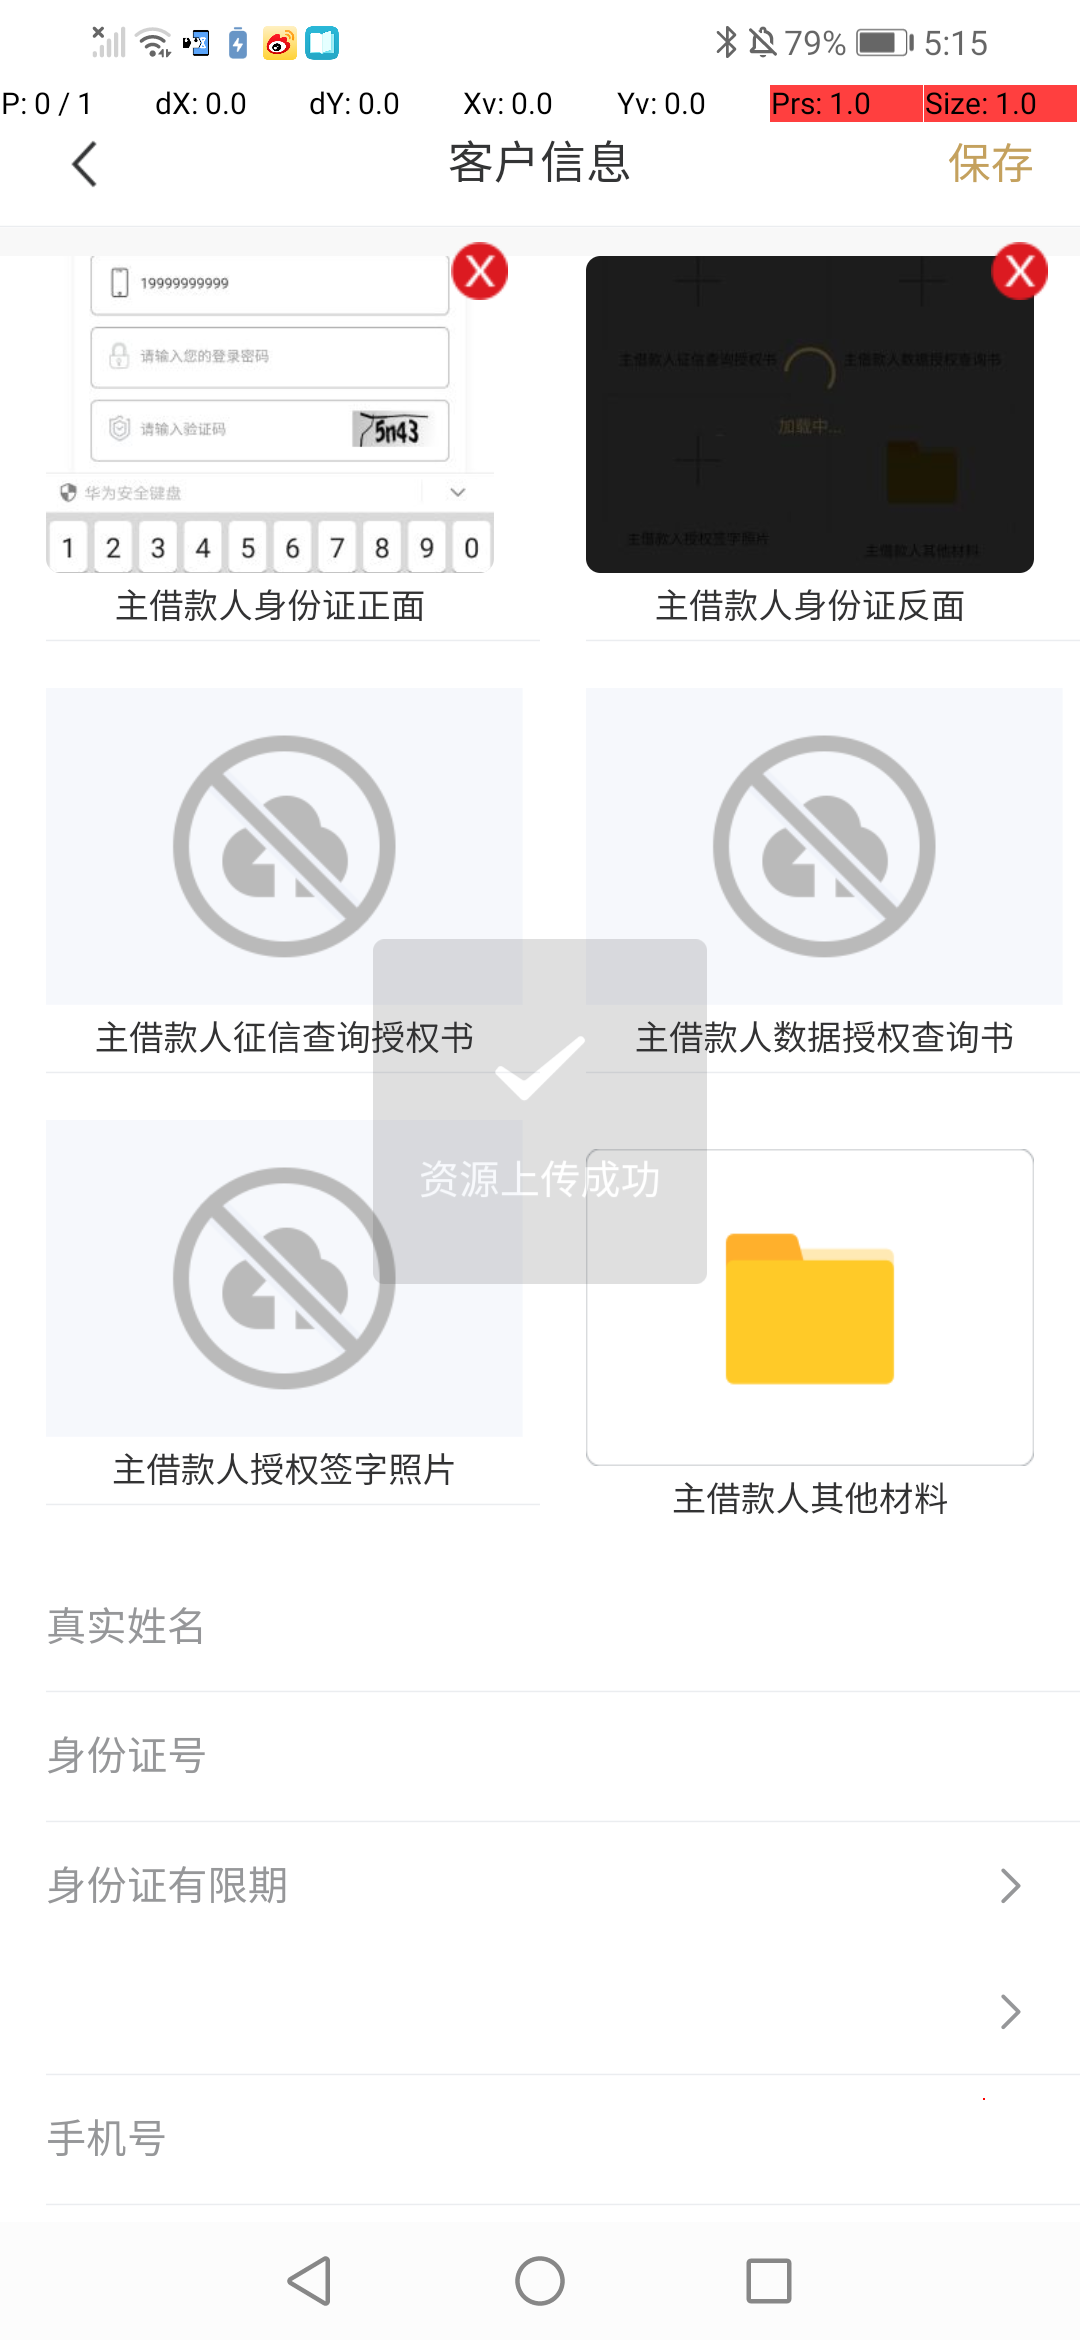 79% 5:15
P: 0 / 1 dX: 0.0 dY: 0.0 Xv: 0.0 Yv: 0.0 Prs: 1.0 Size: 1.0
客户信息 保存
19999999999
请输入您的登录密码
请输入验证码 75n43
华为安全键盘
1 2 3 4 5 6 7 8 9 0
X
主借款人征信查询授权书 主借款人数据授权查询书
加载中...
主借款人授权签字照片 主借款人其他材料
X
主借款人身份证正面 主借款人身份证反面
主借款人征信查询授权书 主借款人数据授权查询书
资源上传成功
主借款人授权签字照片 主借款人其他材料
真实姓名
身份证号
身份证有限期
手机号